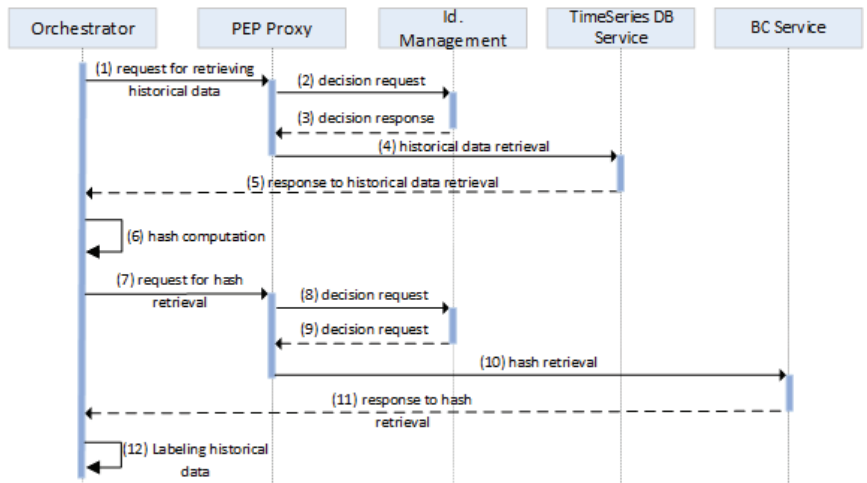 Orchestrator
PEP Proxy
Id.
Management
TimeSeries DB
Service
BC Service
(1) request for retrieving
historical data
(2) decision request
(3) decision response
(4) historical data retrieval
(5) response to historical data retrieval
(6) hash computation
(7) request for hash
retrieval
(8) decision request
(9) decision request
(10) hash retrieval
(11) response to hash
retrieval
(12) Labeling historical
data